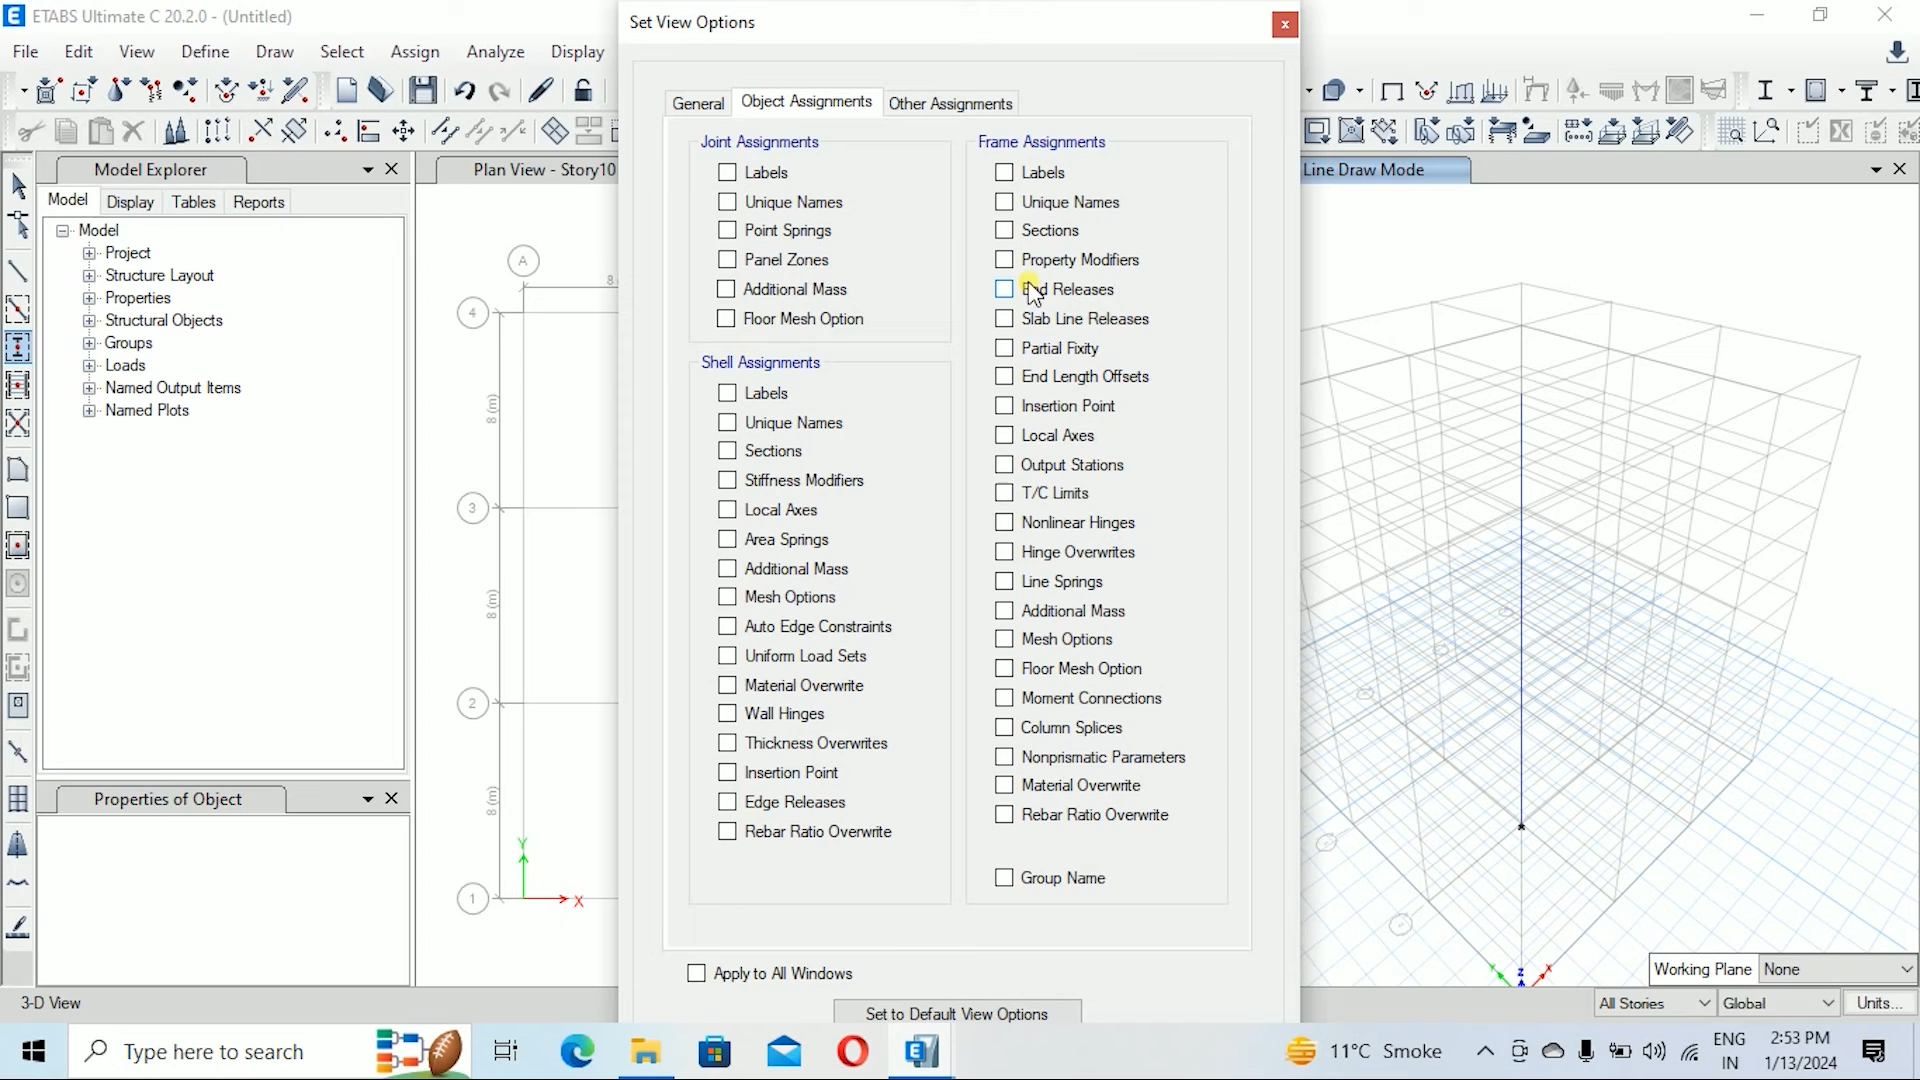 ETABS Ultimate C 20.2.0 - (Untitled)
File Edit View Define Draw Select Assign Analyze Display
Set View Options
General Object Assignments Other Assignments
Model Explorer
Model Display Tables Reports
Model
Project
Structure Layout
Properties
Structural Objects
Groups
Loads
Named Output Items
Named Plots
Properties of Object
Plan View - Story10
A
8
4
8 (m)
3
8 (m)
2
8 (m)
1
Y
X
Joint Assignments
Labels
Unique Names
Point Springs
Panel Zones
Additional Mass
Floor Mesh Option
Shell Assignments
Labels
Unique Names
Sections
Stiffness Modifiers
Local Axes
Area Springs
Additional Mass
Mesh Options
Auto Edge Constraints
Uniform Load Sets
Material Overwrite
Wall Hinges
Thickness Overwrites
Insertion Point
Edge Releases
Rebar Ratio Overwrite
Frame Assignments
Labels
Unique Names
Sections
Property Modifiers
End Releases
Slab Line Releases
Partial Fixity
End Length Offsets
Insertion Point
Local Axes
Output Stations
T/C Limits
Nonlinear Hinges
Hinge Overwrites
Line Springs
Additional Mass
Mesh Options
Floor Mesh Option
Moment Connections
Column Splices
Nonprismatic Parameters
Material Overwrite
Rebar Ratio Overwrite
Group Name
Apply to All Windows
Set to Default View Options
Line Draw Mode
Y Z X
Working Plane None
3-D View
All Stories Global Units...
Type here to search
11°C Smoke
ENG
IN
2:53 PM
1/13/2024